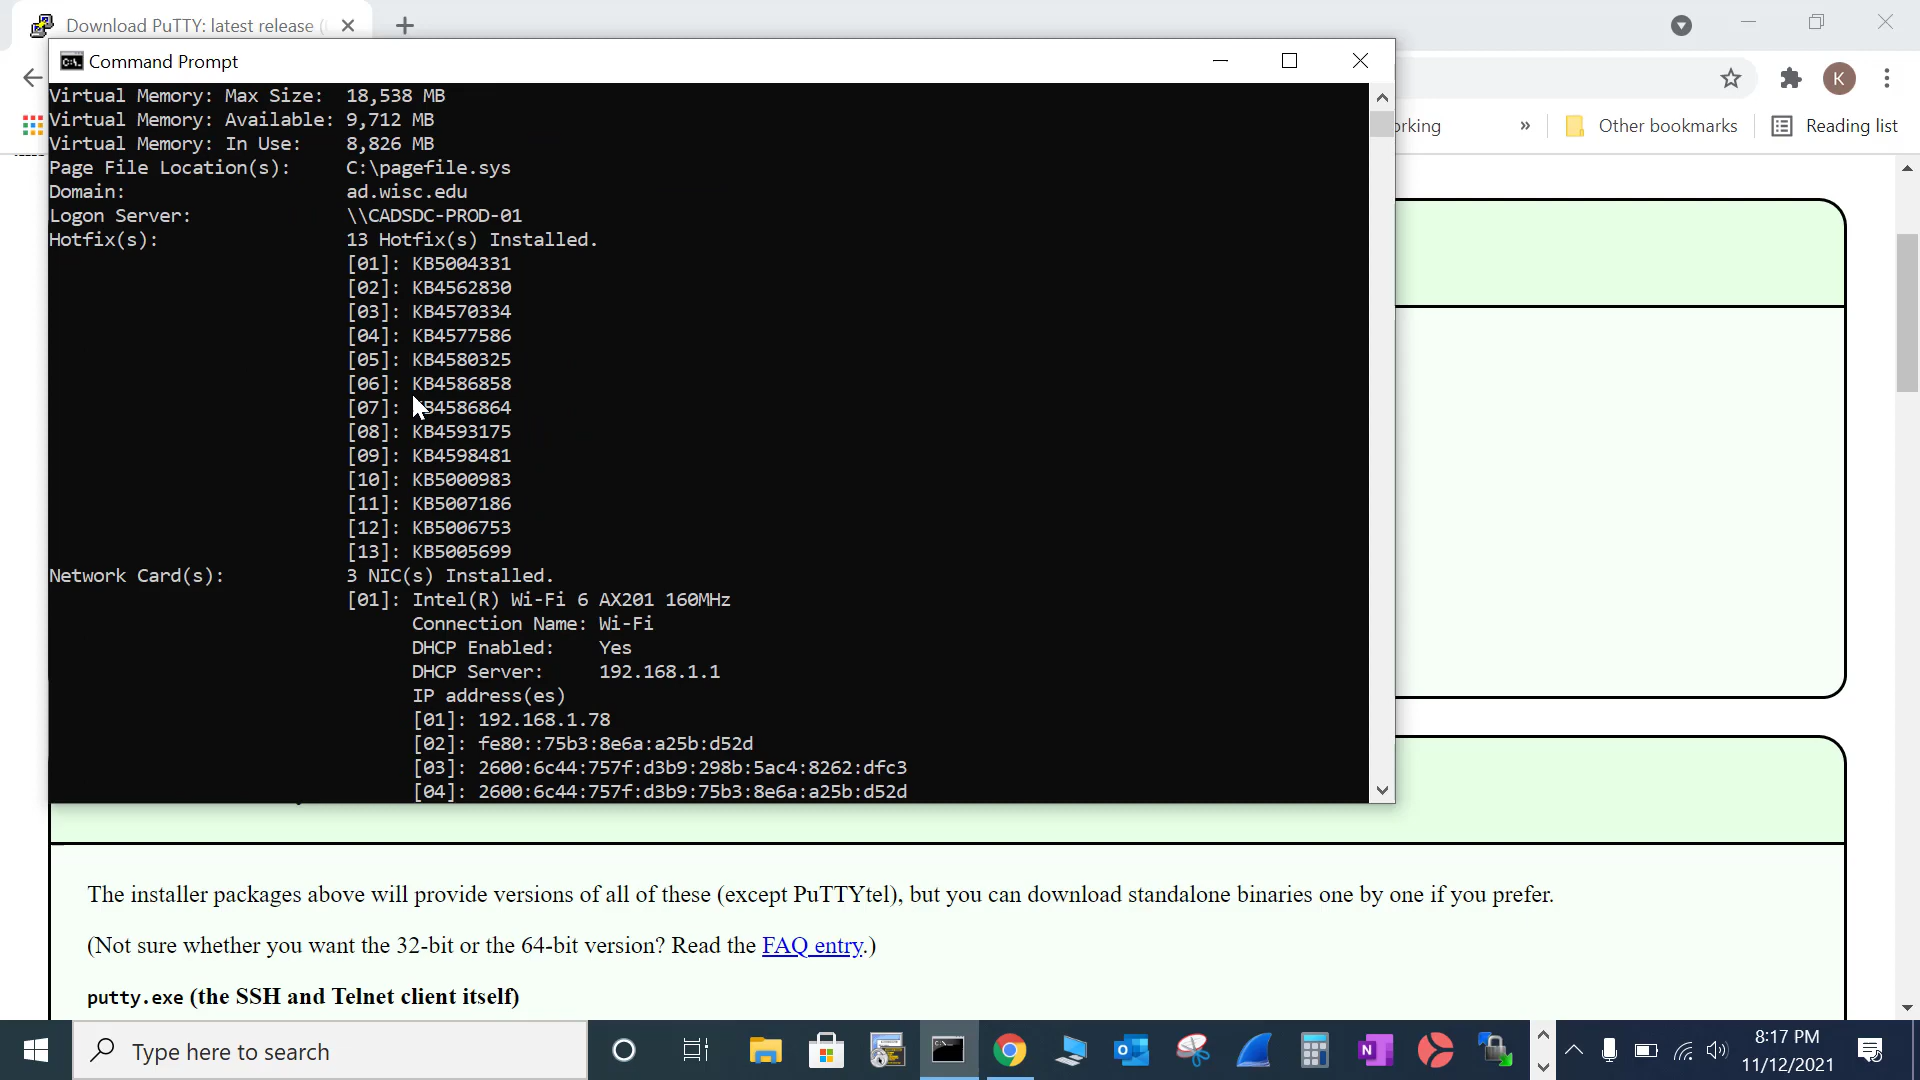 Download PuTTY: latest release (
Command Prompt
K
orking
»
Other bookmarks
Reading list
Virtual Memory: Max Size:  18,538 MB
Virtual Memory: Available: 9,712 MB
Virtual Memory: In Use:    8,826 MB
Page File Location(s):     C:\pagefile.sys
Domain:                    ad.wisc.edu
Logon Server:              \\CADSDC-PROD-01
Hotfix(s):                 13 Hotfix(s) Installed.
[01]: KB5004331
[02]: KB4562830
[03]: KB4570334
[04]: KB4577586
[05]: KB4580325
[06]: KB4586858
[07]: KB4586864
[08]: KB4593175
[09]: KB4598481
[10]: KB5000983
[11]: KB5007186
[12]: KB5006753
[13]: KB5005699
Network Card(s):           3 NIC(s) Installed.
[01]: Intel(R) Wi-Fi 6 AX201 160MHz
Connection Name: Wi-Fi
DHCP Enabled:    Yes
DHCP Server:     192.168.1.1
IP address(es)
[01]: 192.168.1.78
[02]: fe80::75b3:8e6a:a25b:d52d
[03]: 2600:6c44:757f:d3b9:298b:5ac4:8262:dfc3
[04]: 2600:6c44:757f:d3b9:75b3:8e6a:a25b:d52d
The installer packages above will provide versions of all of these (except PuTTYtel), but you can download standalone binaries one by one if you prefer.
(Not sure whether you want the 32-bit or the 64-bit version? Read the FAQ entry.)
putty.exe (the SSH and Telnet client itself)
Type here to search
8:17 PM
11/12/2021